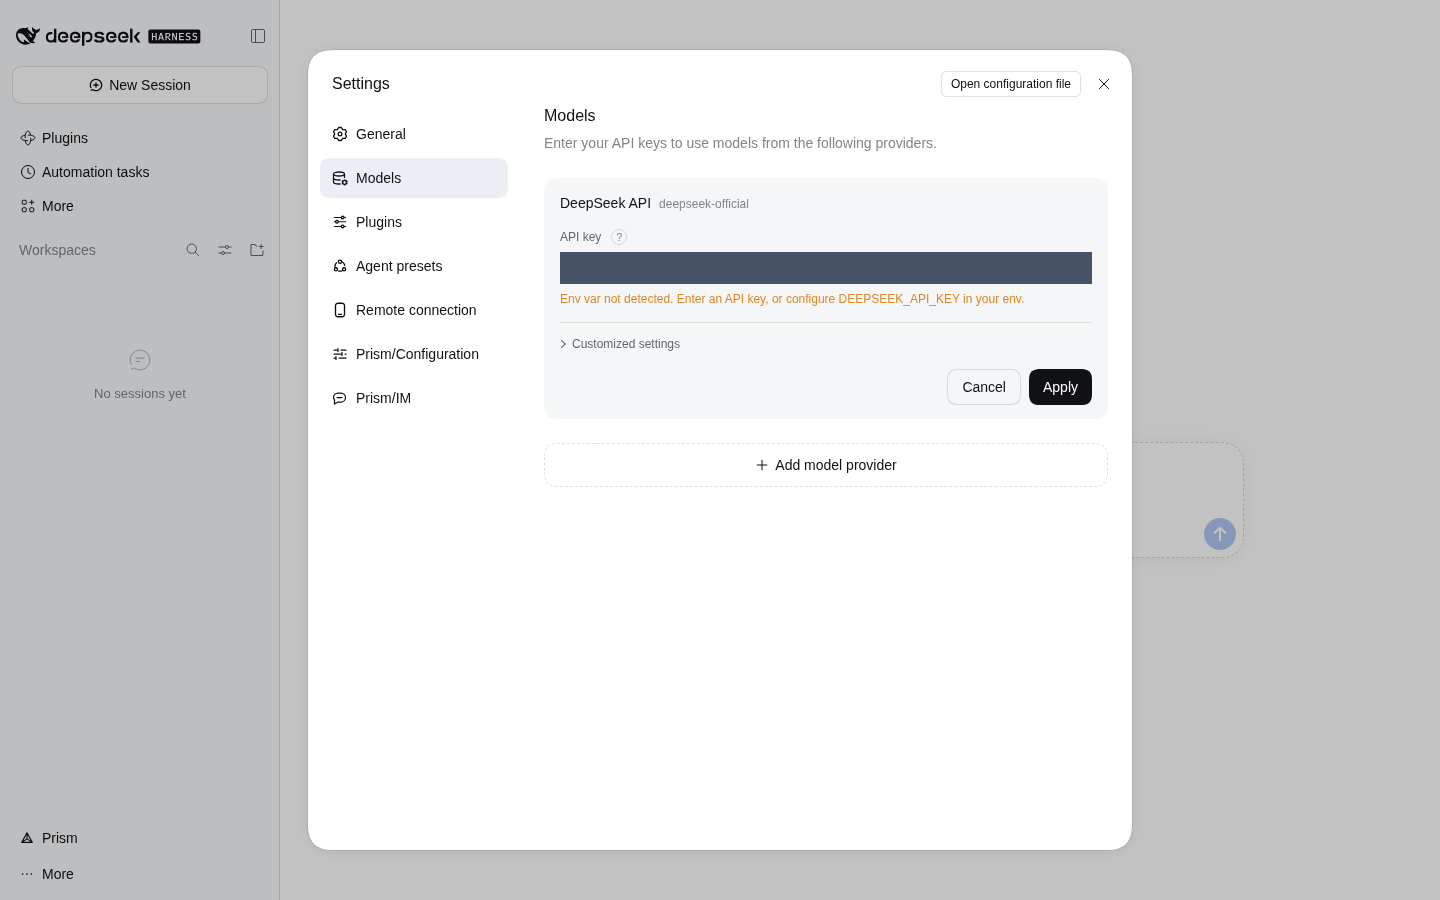 deepseek HARNESS
New Session
Plugins
Automation tasks
More
Workspaces
No sessions yet
Prism
More
Settings
Open configuration file
General
Models
Plugins
Agent presets
Remote connection
Prism/Configuration
Prism/IM
Models
Enter your API keys to use models from the following providers.
DeepSeek API deepseek-official
API key ?
Env var not detected. Enter an API key, or configure DEEPSEEK_API_KEY in your env.
Customized settings
Cancel
Apply
Add model provider